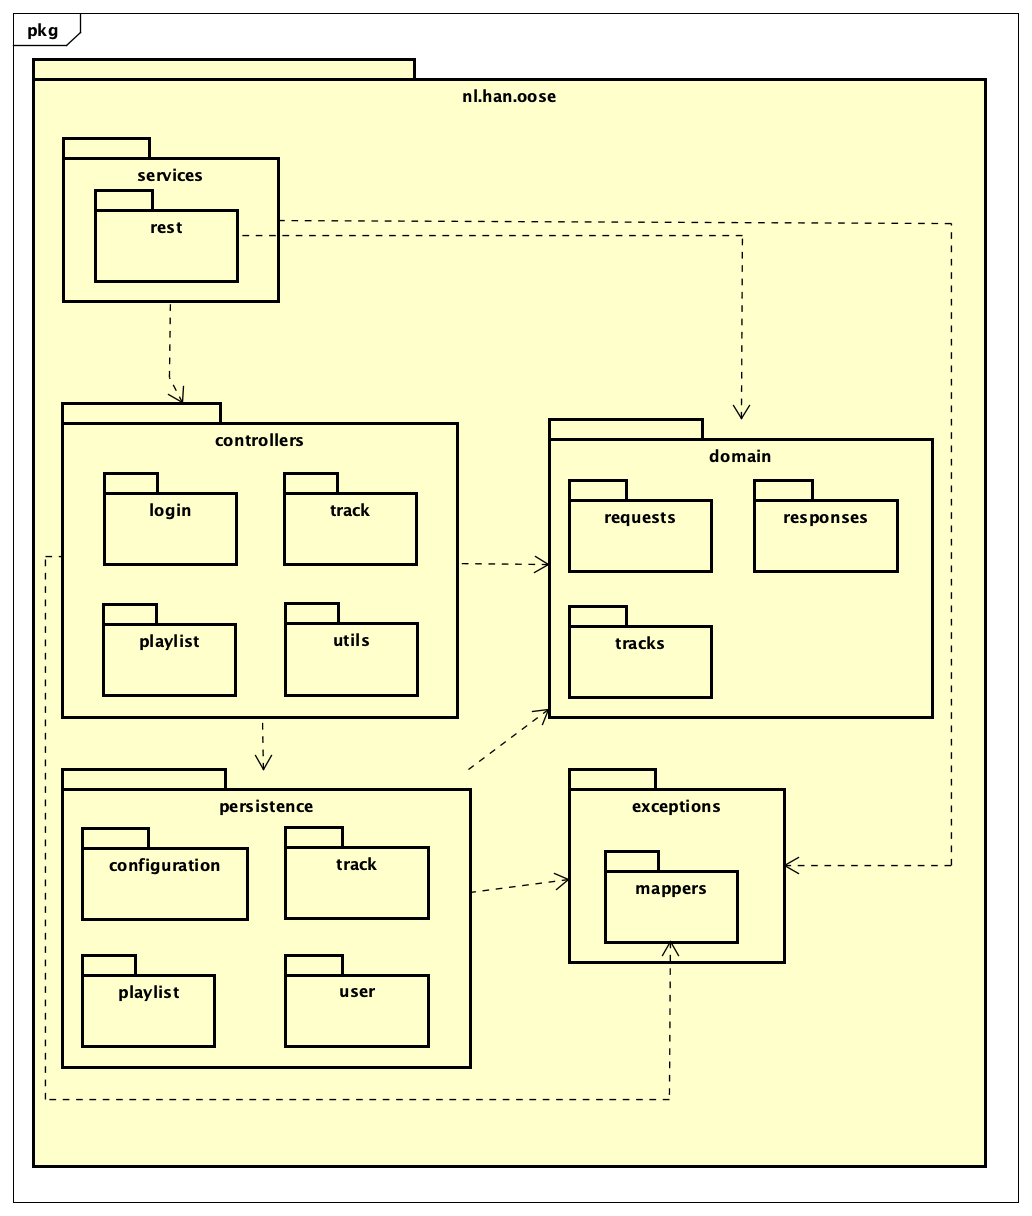 pkg
nl.han.oose
services
rest
controllers
login
track
playlist
utils
domain
requests
responses
tracks
persistence
configuration
track
playlist
user
exceptions
mappers